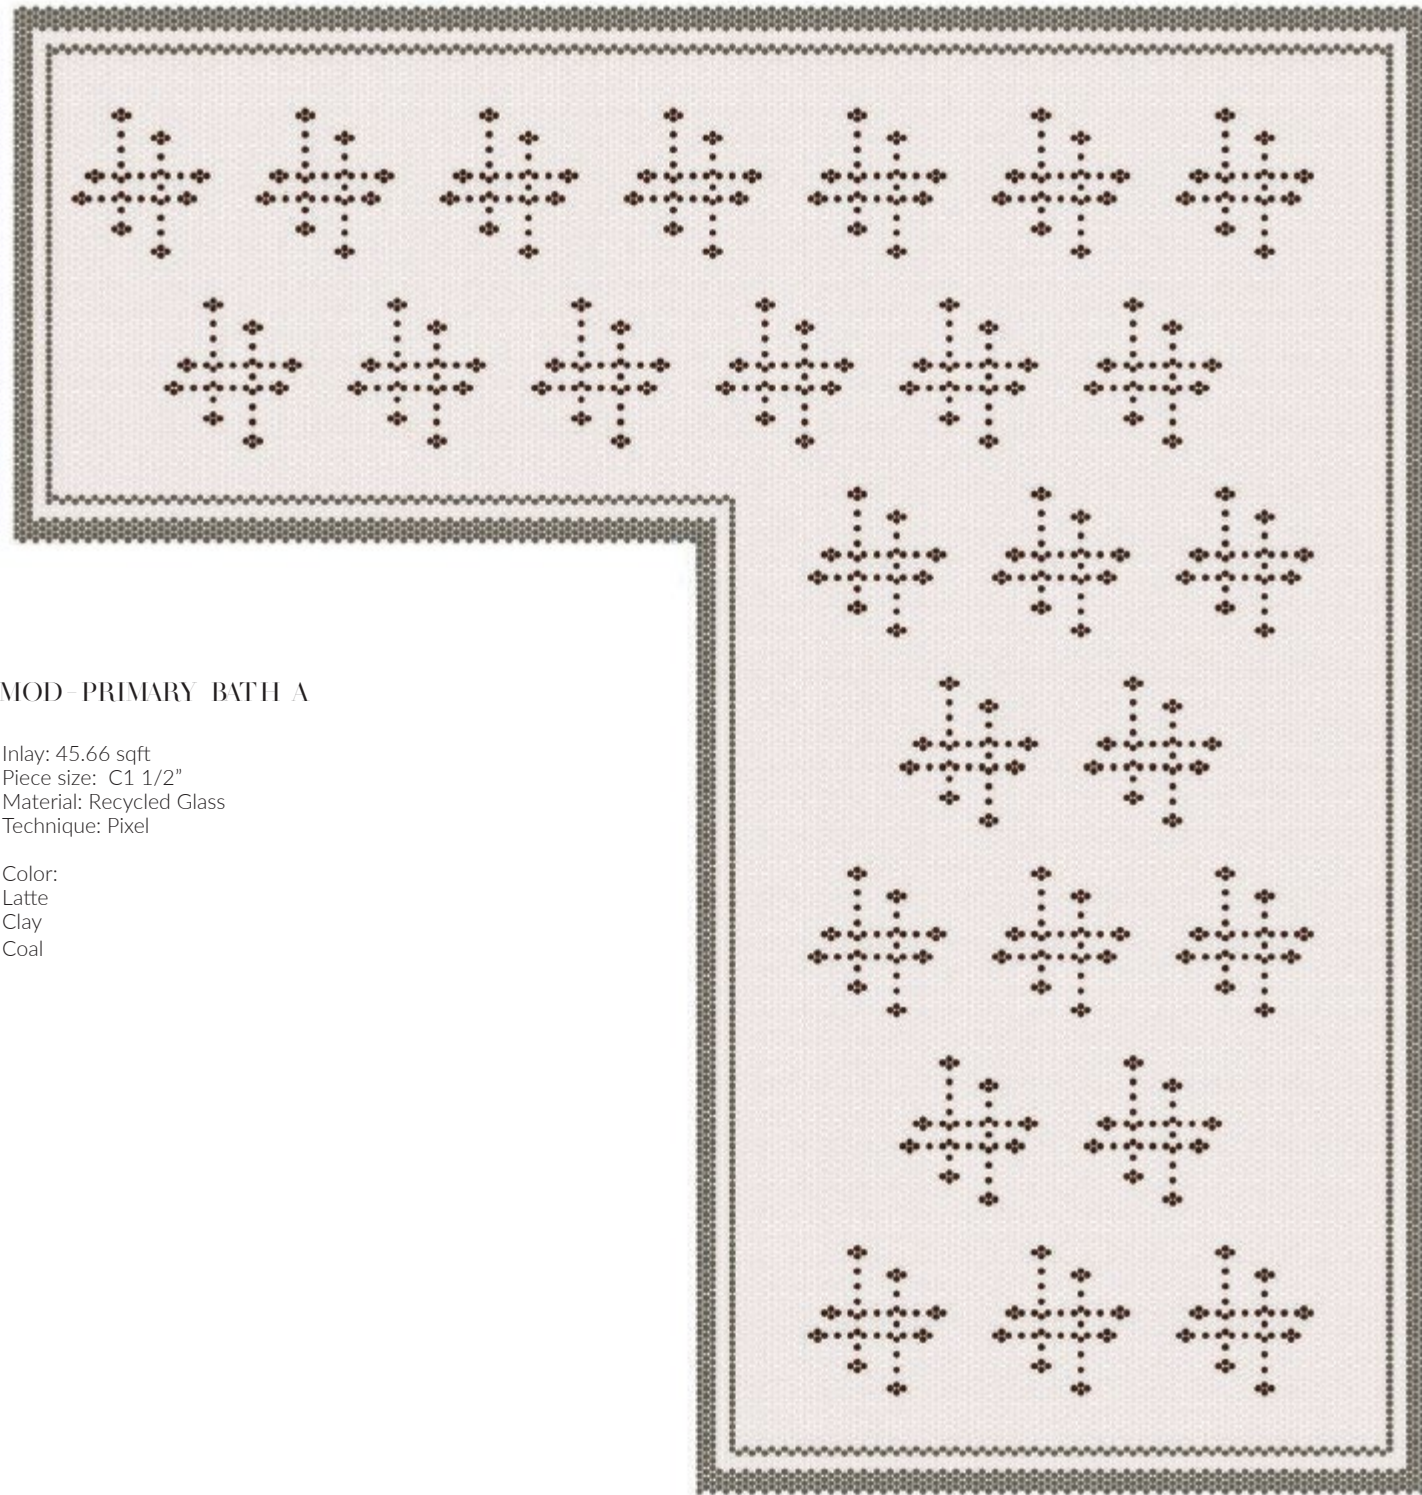 MOD-PRIMARY BATH A
Inlay: 45.66 sqft
Piece size: C1 1/2”
Material: Recycled Glass
Technique: Pixel
Color:
Latte
Clay
Coal